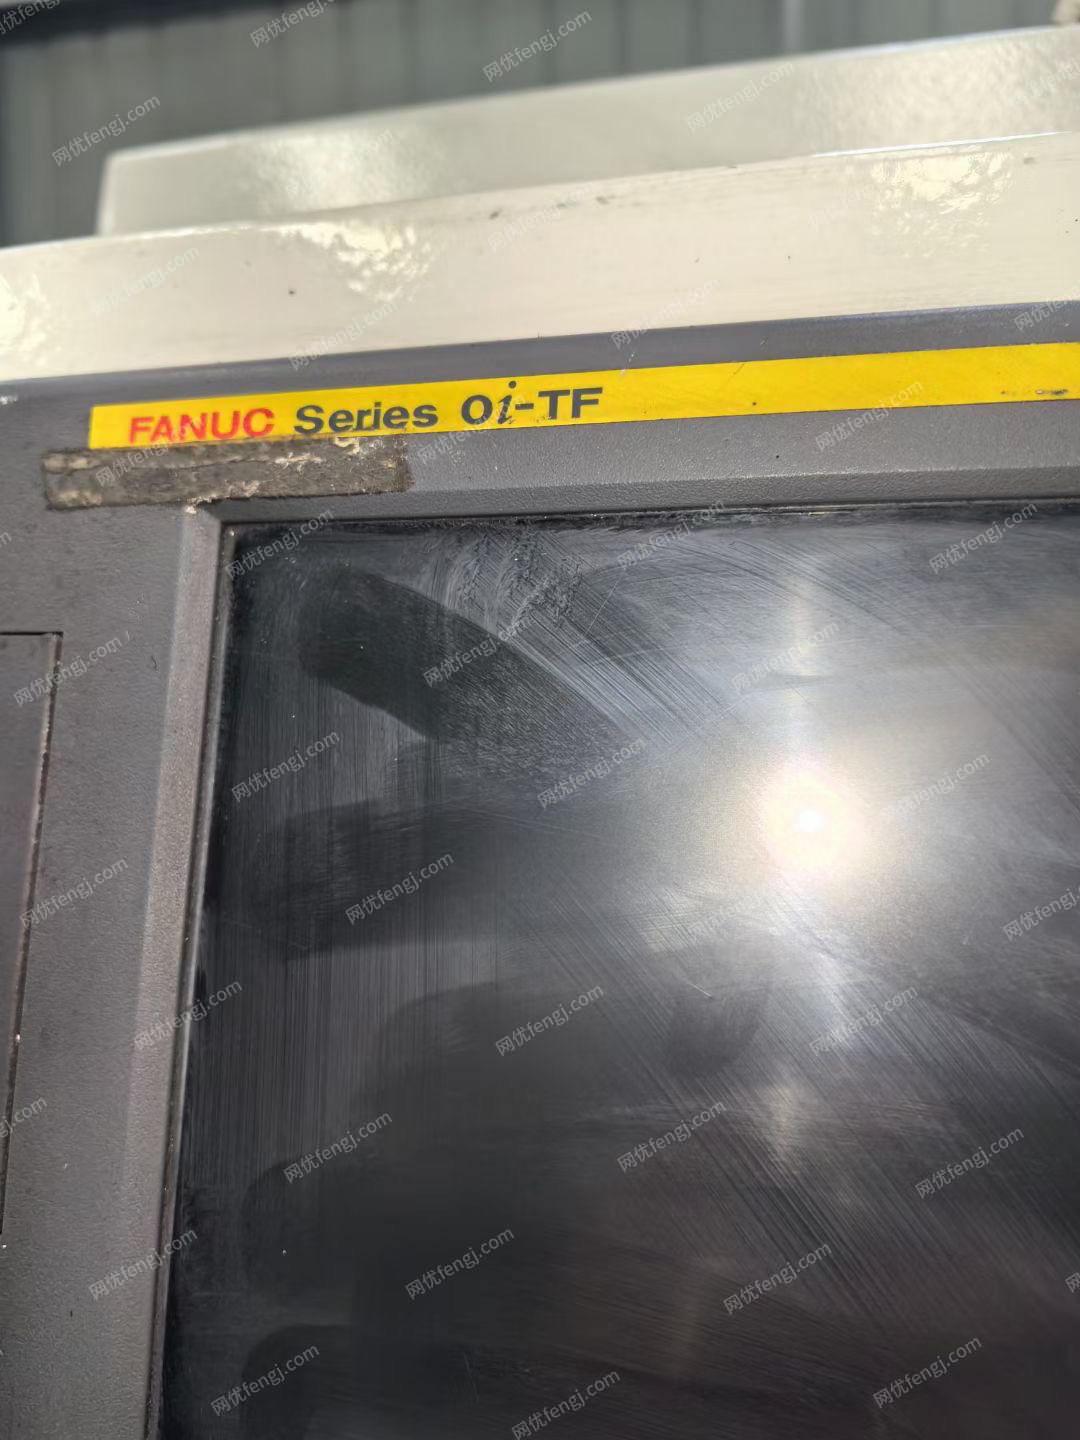 FANUC Series 0i-TF
网优fengj.com